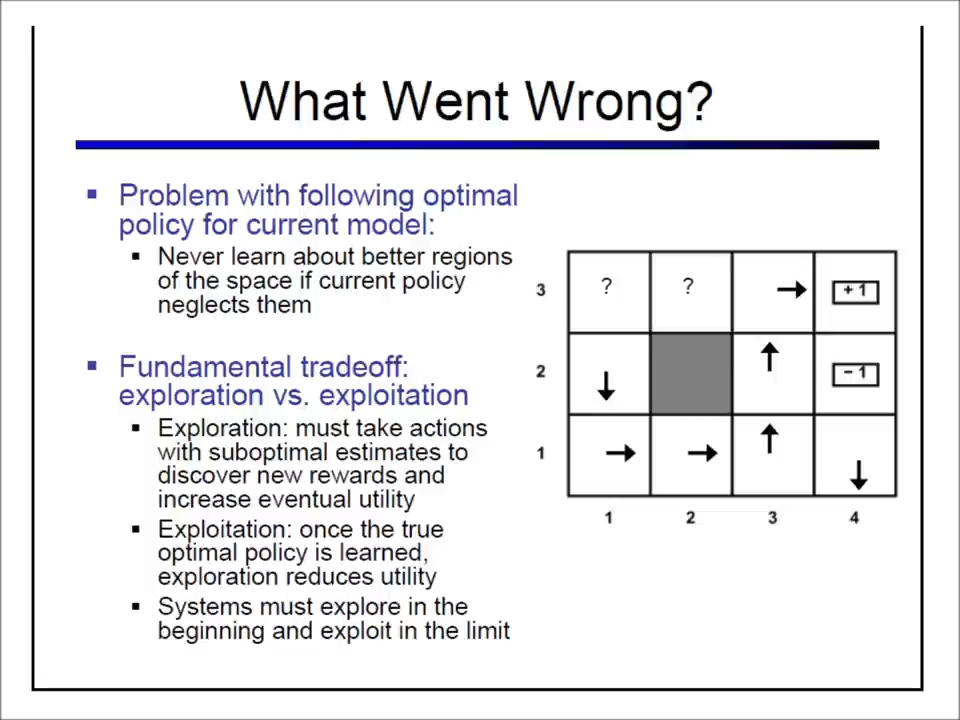 What Went Wrong?
Problem with following optimal
policy for current model:
Never learn about better regions
of the space if current policy
neglects them
Fundamental tradeoff:
exploration vs. exploitation
Exploration: must take actions
with suboptimal estimates to
discover new rewards and
increase eventual utility
Exploitation: once the true
optimal policy is learned,
exploration reduces utility
Systems must explore in the
beginning and exploit in the limit
3 ? ? + 1
2 − 1
1
1 2 3 4